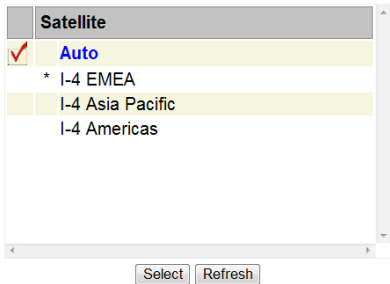 Satellite
Auto
* I-4 EMEA
I-4 Asia Pacific
I-4 Americas
Select Refresh